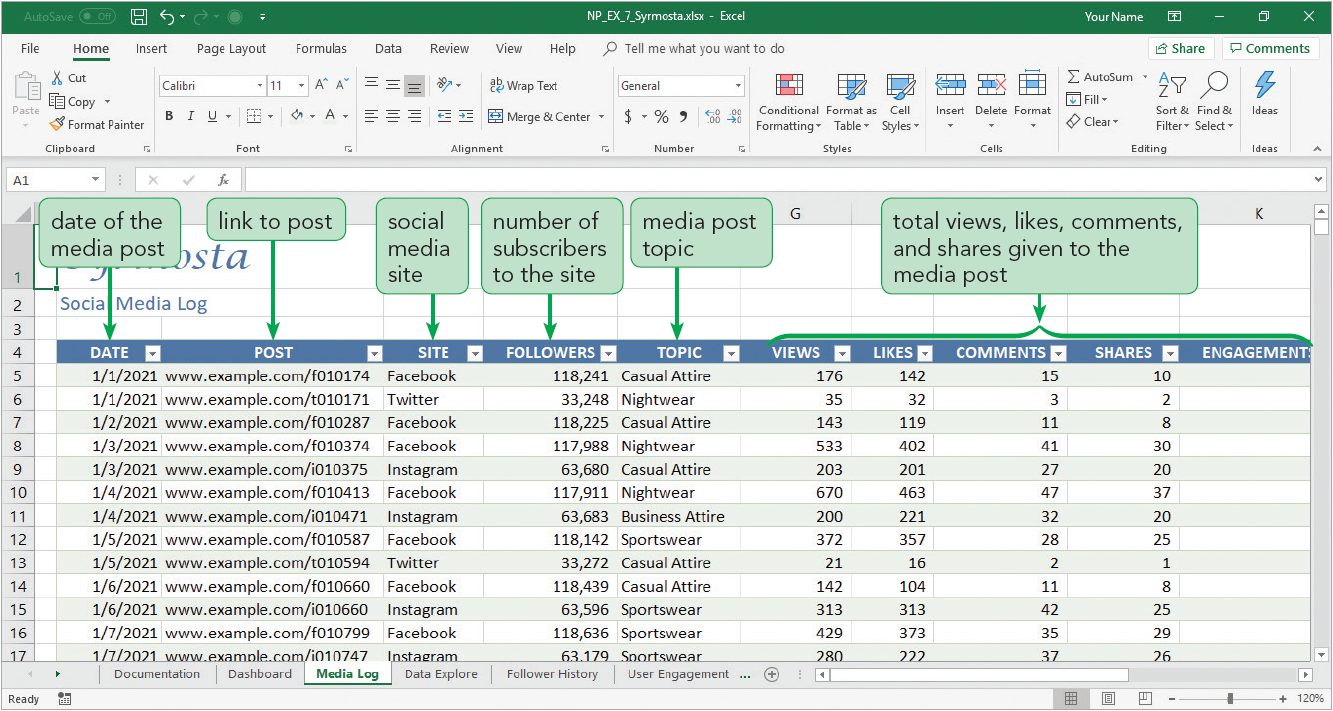 AutoSave Off NP_EX_7_Syrmosta.xlsx - Excel Your Name
File Home Insert Page Layout Formulas Data Review View Help Tell me what you want to do Share Comments
Paste Cut Copy Format Painter
Calibri 11 A A B I U A
ab Wrap Text Merge & Center
General $ % 9 .00 .00
Conditional Formatting Format as Table Cell Styles
Insert Delete Format
AutoSum Fill Clear Sort & Filter Find & Select
Ideas
Clipboard Font Alignment Number Styles Cells Editing Ideas
A1 fx
G K
date of the
media post
link to post
social
media
site
number of
subscribers
to the site
media post
topic
total views, likes, comments,
and shares given to the
media post
1
2 Social Media Log
3
4 DATE POST SITE FOLLOWERS TOPIC VIEWS LIKES COMMENTS SHARES ENGAGEMENT
5 1/1/2021 www.example.com/f010174 Facebook 118,241 Casual Attire 176 142 15 10
6 1/1/2021 www.example.com/t010171 Twitter 33,248 Nightwear 35 32 3 2
7 1/2/2021 www.example.com/f010287 Facebook 118,225 Casual Attire 143 119 11 8
8 1/3/2021 www.example.com/f010374 Facebook 117,988 Nightwear 533 402 41 30
9 1/3/2021 www.example.com/i010375 Instagram 63,680 Casual Attire 203 201 27 20
10 1/4/2021 www.example.com/f010413 Facebook 117,911 Nightwear 670 463 47 37
11 1/4/2021 www.example.com/i010471 Instagram 63,683 Business Attire 200 221 32 20
12 1/5/2021 www.example.com/f010587 Facebook 118,142 Sportswear 372 357 28 25
13 1/5/2021 www.example.com/t010594 Twitter 33,272 Casual Attire 21 16 2 1
14 1/6/2021 www.example.com/f010660 Facebook 118,439 Casual Attire 142 104 11 8
15 1/6/2021 www.example.com/i010660 Instagram 63,596 Sportswear 313 313 42 25
16 1/7/2021 www.example.com/f010799 Facebook 118,636 Sportswear 429 373 35 29
17 1/7/2021 www.example.com/i010747 Instagram 63,179 Sportswear 280 222 37 26
Documentation Dashboard Media Log Data Explore Follower History User Engagement ...
Ready 120%